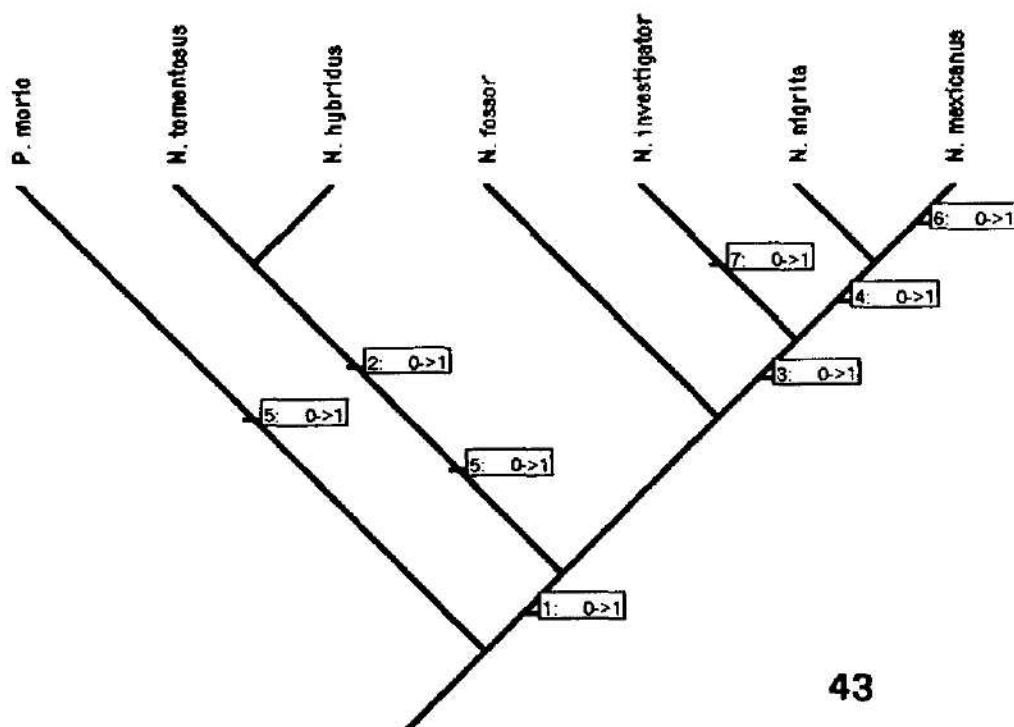 P. morio
N. tomentosus
N. hybridus
N. fossor
N. investigator
N. nigrita
N. mexicanus
6: 0->1
7: 0->1
4: 0->1
2: 0->1
3: 0->1
5: 0->1
5: 0->1
1: 0->1
43